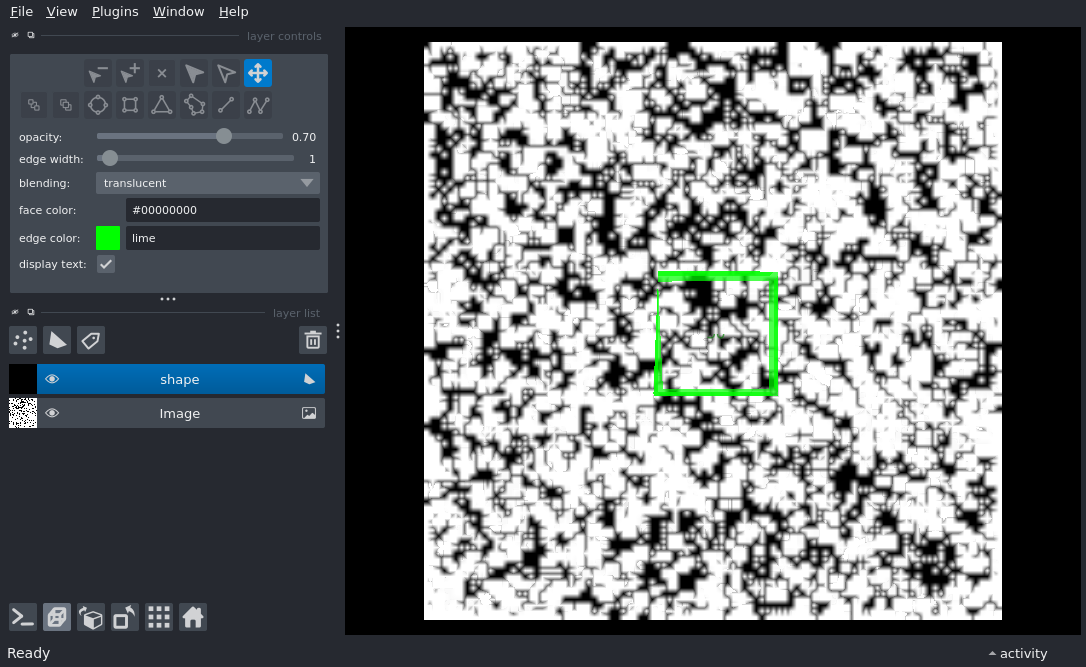 File View Plugins Window Help
layer controls
opacity: 0.70
edge width: 1
blending: translucent
face color: #00000000
edge color: lime
display text:
layer list
shape
Image
Ready activity